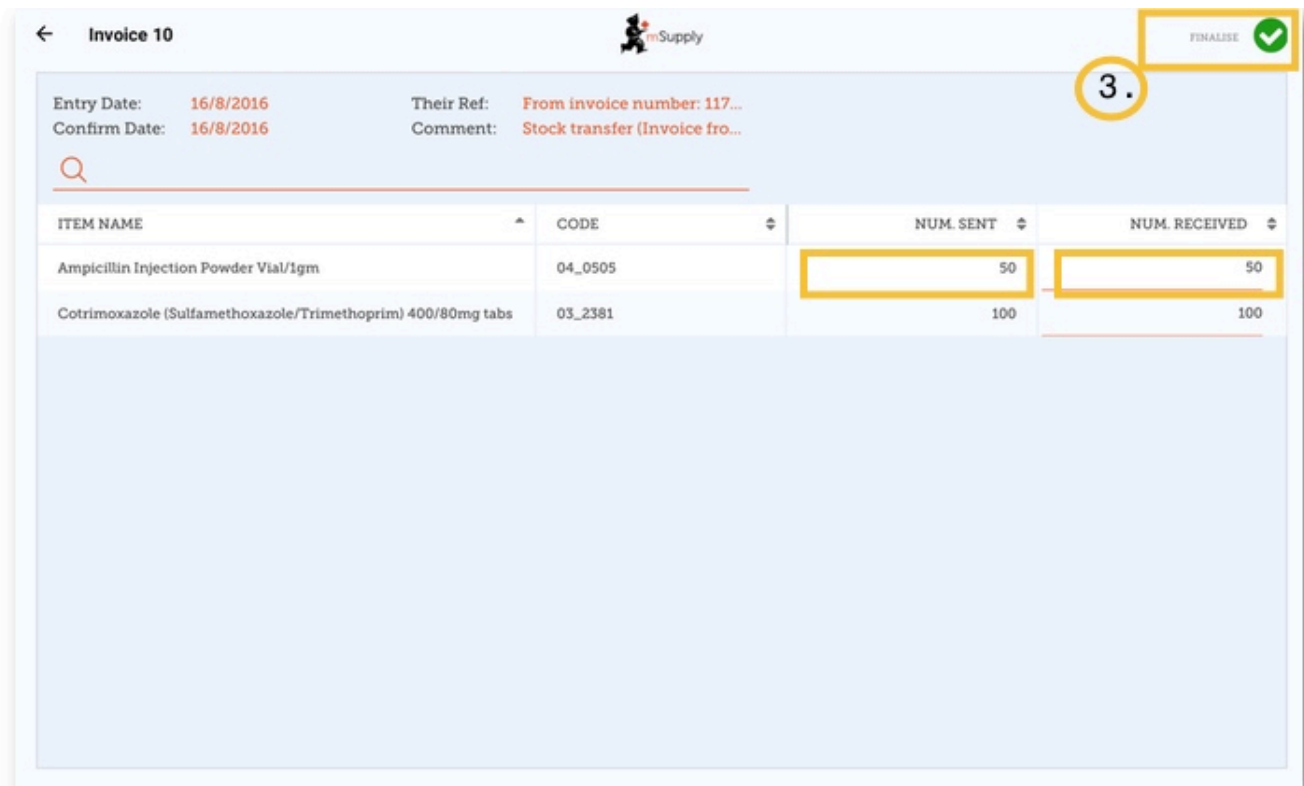 Invoice 10
mSupply
FINALISE
3.
Entry Date: 16/8/2016 Their Ref: From invoice number: 117...
Confirm Date: 16/8/2016 Comment: Stock transfer (Invoice fro...
ITEM NAME CODE NUM. SENT NUM. RECEIVED
Ampicillin Injection Powder Vial/1gm 04_0505 50 50
Cotrimoxazole (Sulfamethoxazole/Trimethoprim) 400/80mg tabs 03_2381 100 100